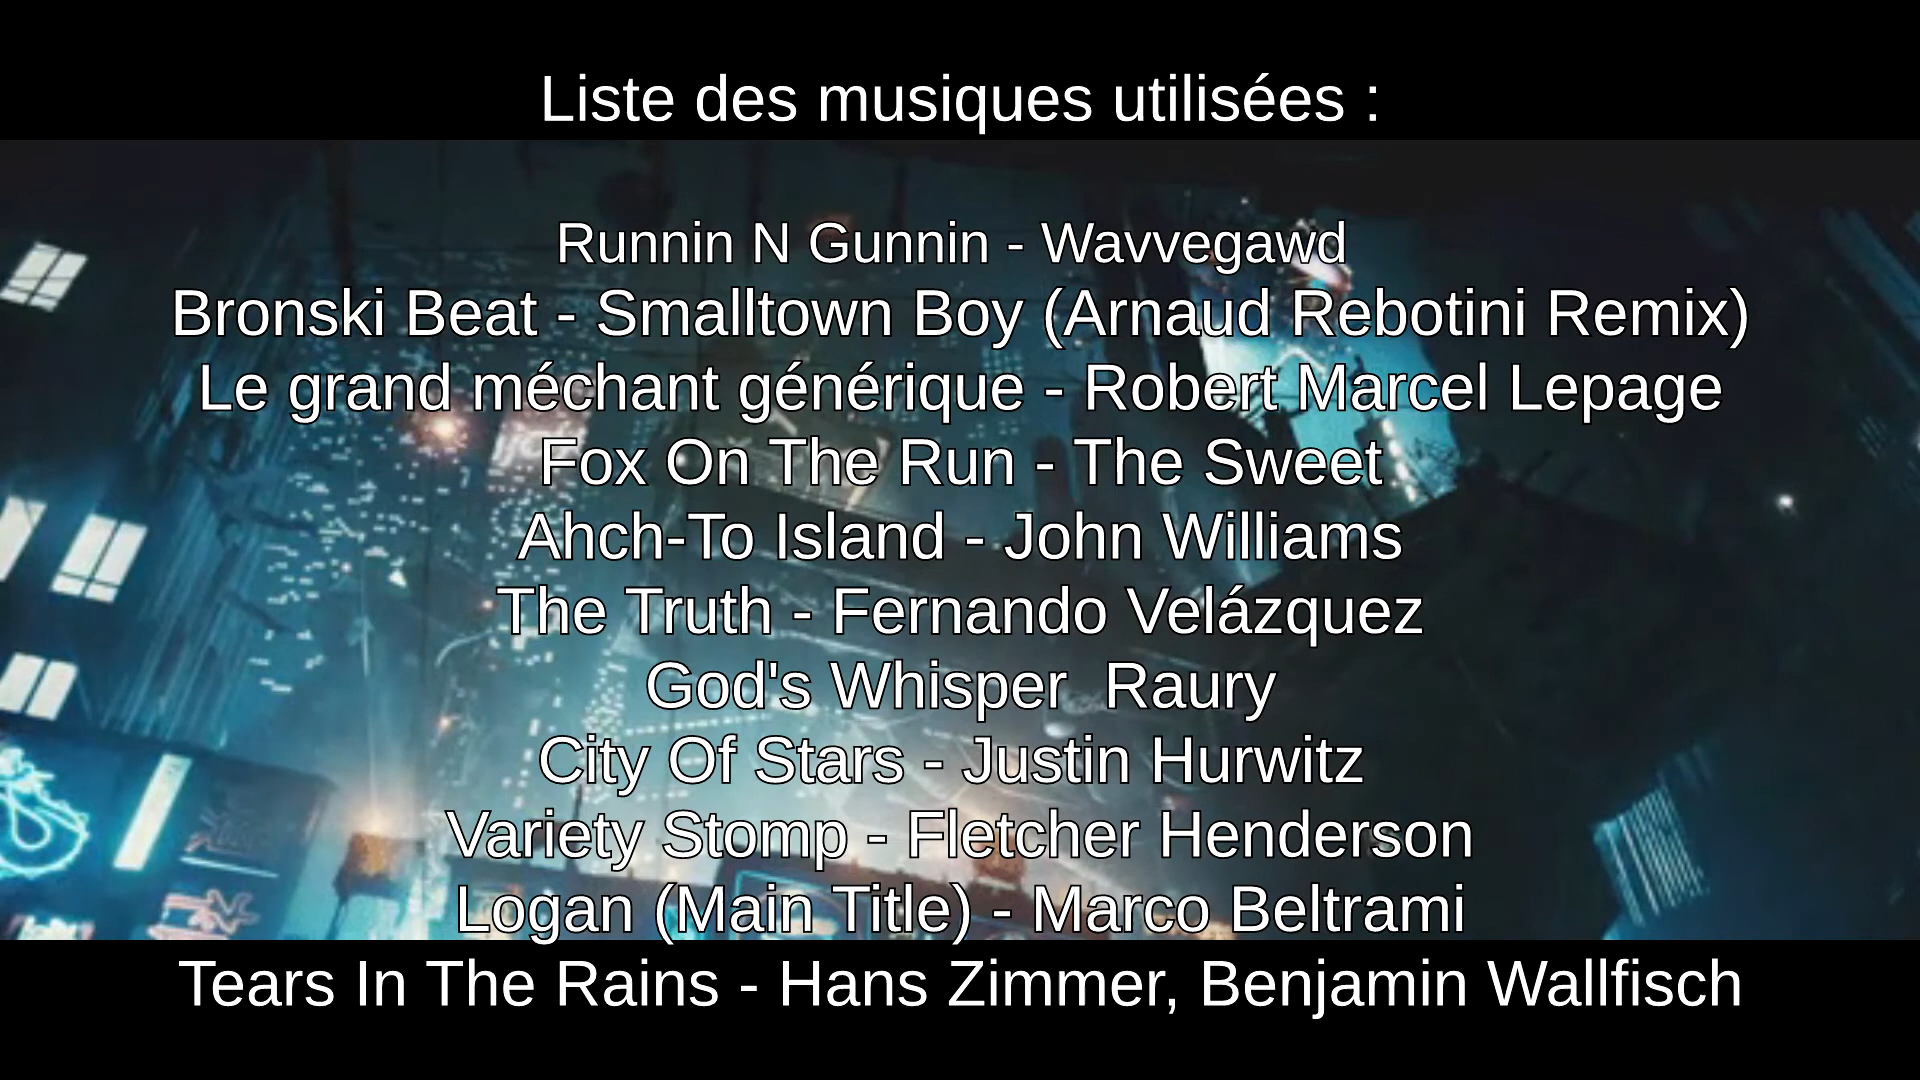 Liste des musiques utilisées :
Runnin N Gunnin - Wavvegawd
Bronski Beat - Smalltown Boy (Arnaud Rebotini Remix)
Le grand méchant générique - Robert Marcel Lepage
Fox On The Run - The Sweet
Ahch-To Island - John Williams
The Truth - Fernando Velázquez
God's Whisper  Raury
City Of Stars - Justin Hurwitz
Variety Stomp - Fletcher Henderson
Logan (Main Title) - Marco Beltrami
Tears In The Rains - Hans Zimmer, Benjamin Wallfisch